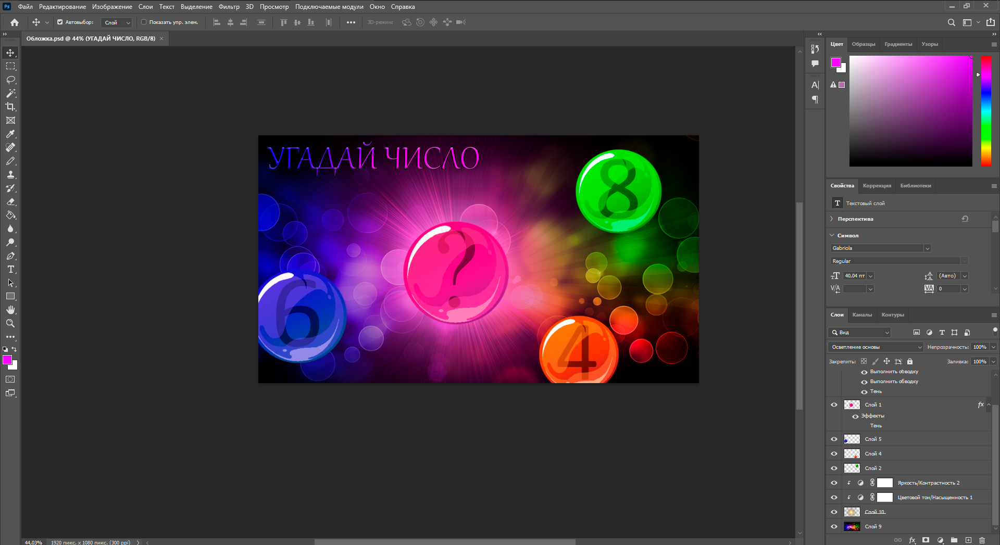 Ps Файл Редактирование Изображение Слои Текст Выделение Фильтр 3D Просмотр Подключаемые модули Окно Справка
Автовыбор: Слой Показать упр. элем. 3D-режим:
Обложка.psd @ 44% (УГАДАЙ ЧИСЛО, RGB/8)
УГАДАЙ ЧИСЛО
8
?
6
4
44,03% 1920 пикс. x 1080 пикс. (300 ppi)
Цвет Образцы Градиенты Узоры
Свойства Коррекция Библиотеки
T Текстовый слой
Перспектива
Символ
Gabriola
Regular
40,04 пт (Авто)
0
Слои Каналы Контуры
Вид
Осветление основы Непрозрачность: 100%
Закрепить: Заливка: 100%
Выполнить обводку
Выполнить обводку
Тень
Слой 1 fx
Эффекты
Тень
Слой 5
Слой 4
Слой 2
Яркость/Контрастность 2
Цветовой тон/Насыщенность 1
Слой 10
Слой 9
fx